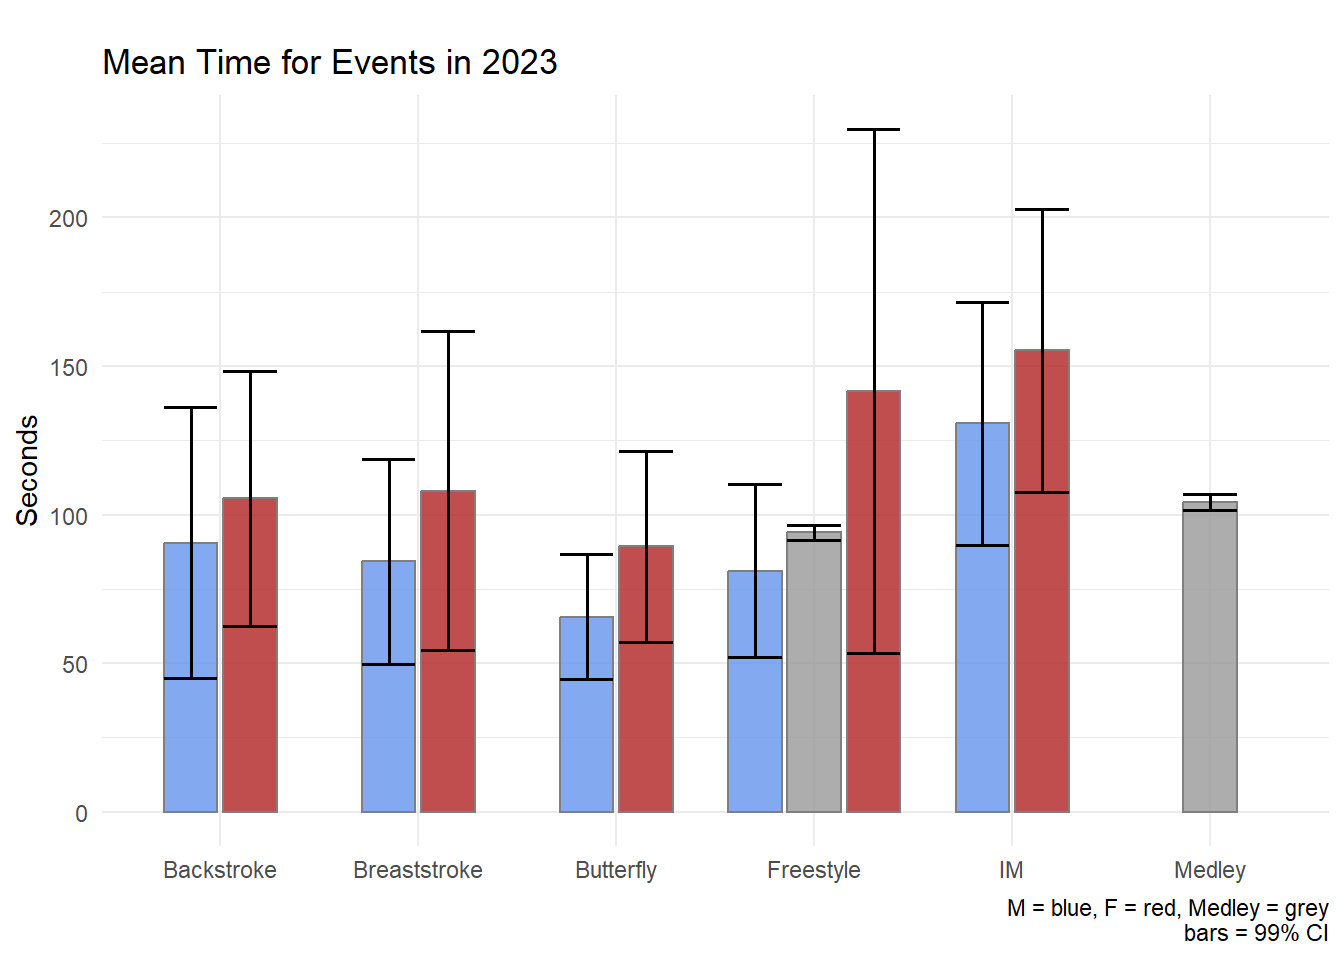 Mean Time for Events in 2023
Seconds
200
150
100
50
0
Backstroke Breaststroke Butterfly Freestyle IM Medley
M = blue, F = red, Medley = grey
bars = 99% CI